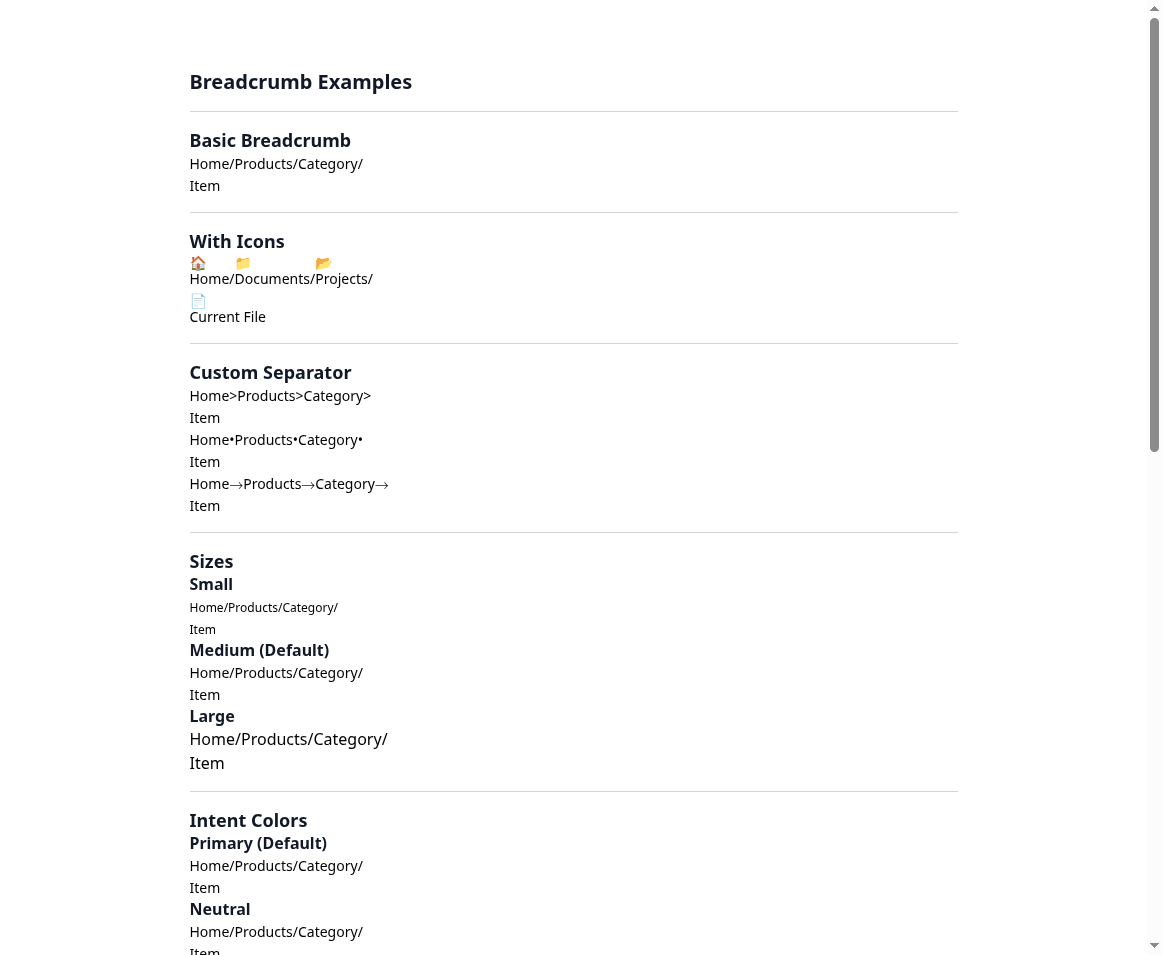 Breadcrumb Examples
Basic Breadcrumb
Home/Products/Category/
Item
With Icons
Home/Documents/Projects/
Current File
Custom Separator
Home>Products>Category>
Item
Home•Products•Category•
Item
Home→Products→Category→
Item
Sizes
Small
Home/Products/Category/
Item
Medium (Default)
Home/Products/Category/
Item
Large
Home/Products/Category/
Item
Intent Colors
Primary (Default)
Home/Products/Category/
Item
Neutral
Home/Products/Category/
Item